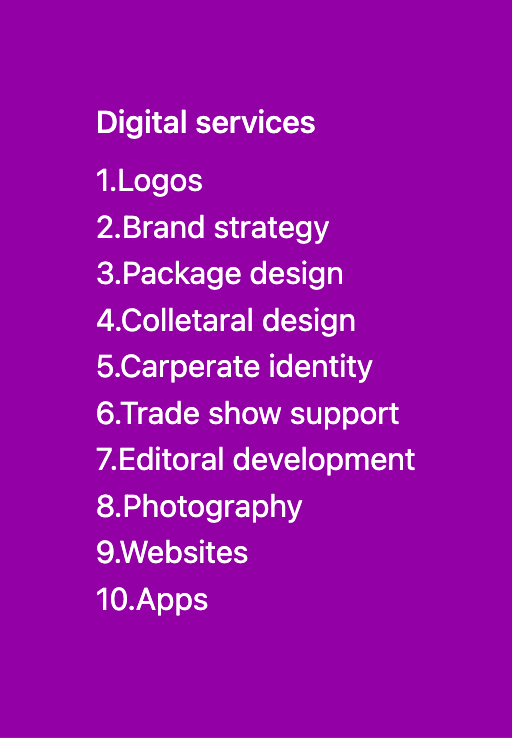 Digital services
1.Logos
2.Brand strategy
3.Package design
4.Colletaral design
5.Carperate identity
6.Trade show support
7.Editoral development
8.Photography
9.Websites
10.Apps